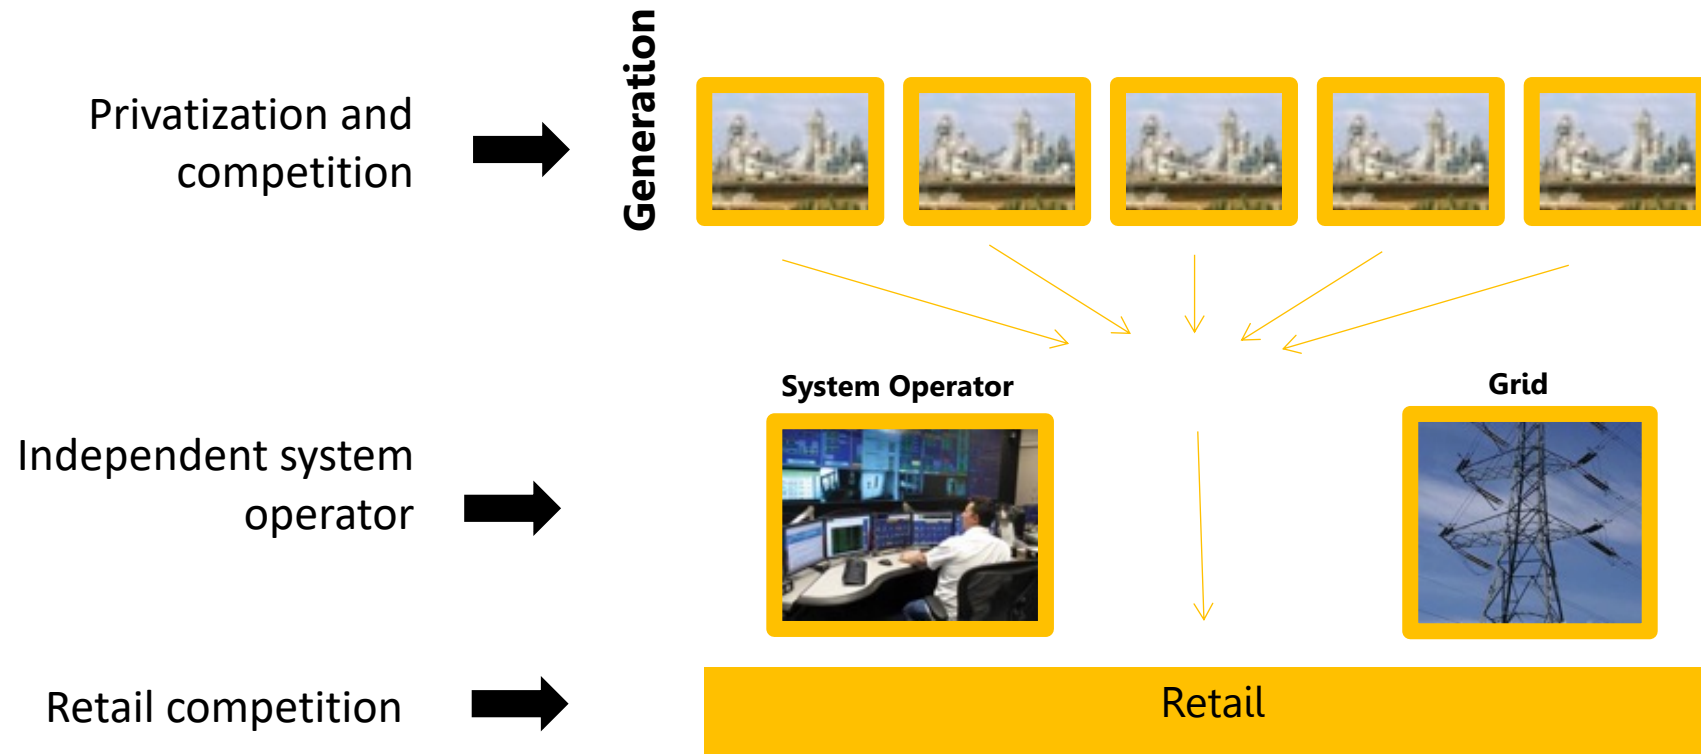 Generation
Privatization and
competition
System Operator
Grid
Independent system
operator
Retail competition
Retail